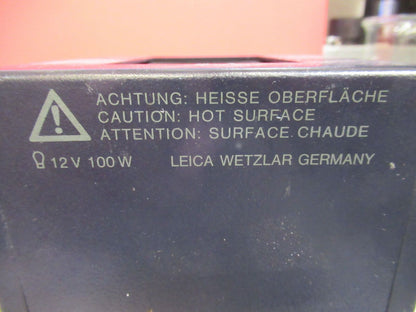 ACHTUNG: HEISSE OBERFLÄCHE
CAUTION: HOT SURFACE
ATTENTION: SURFACE CHAUDE
12 V 100 W LEICA WETZLAR GERMANY